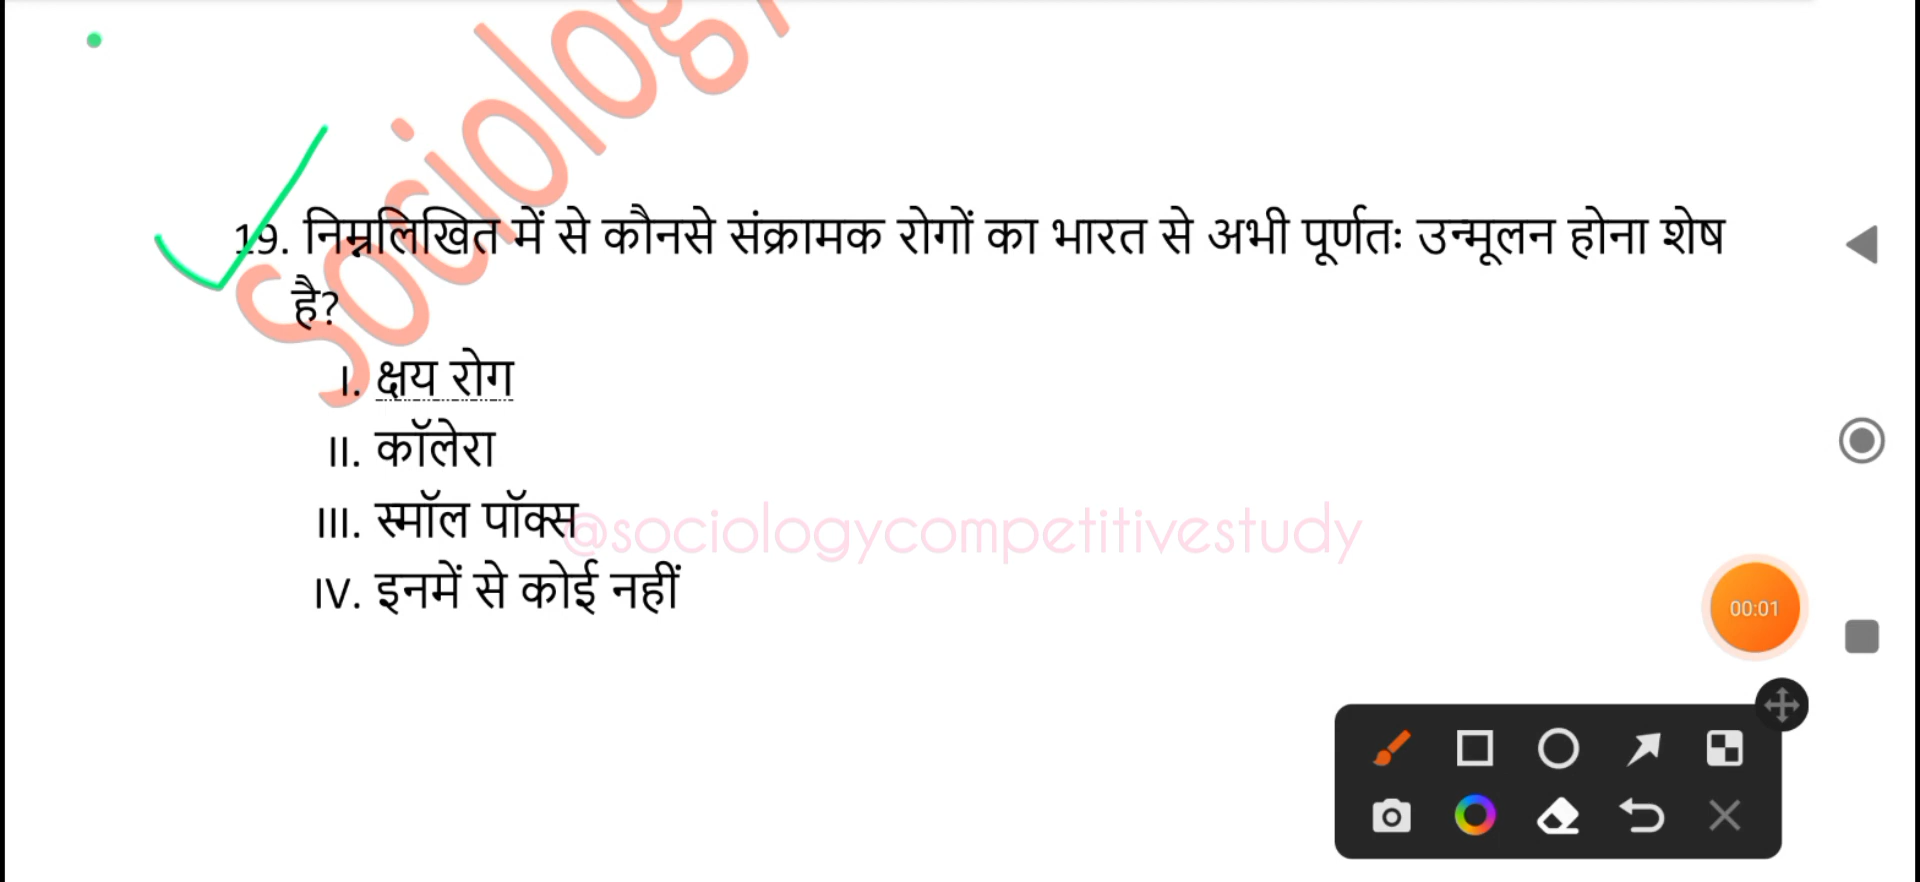 Sociology
19. निम्नलिखित में से कौनसे संक्रामक रोगों का भारत से अभी पूर्णतः उन्मूलन होना शेष
है?
I. क्षय रोग
II. कॉलेरा
III. स्मॉल पॉक्स
@sociologycompetitivestudy
IV. इनमें से कोई नहीं
00:01